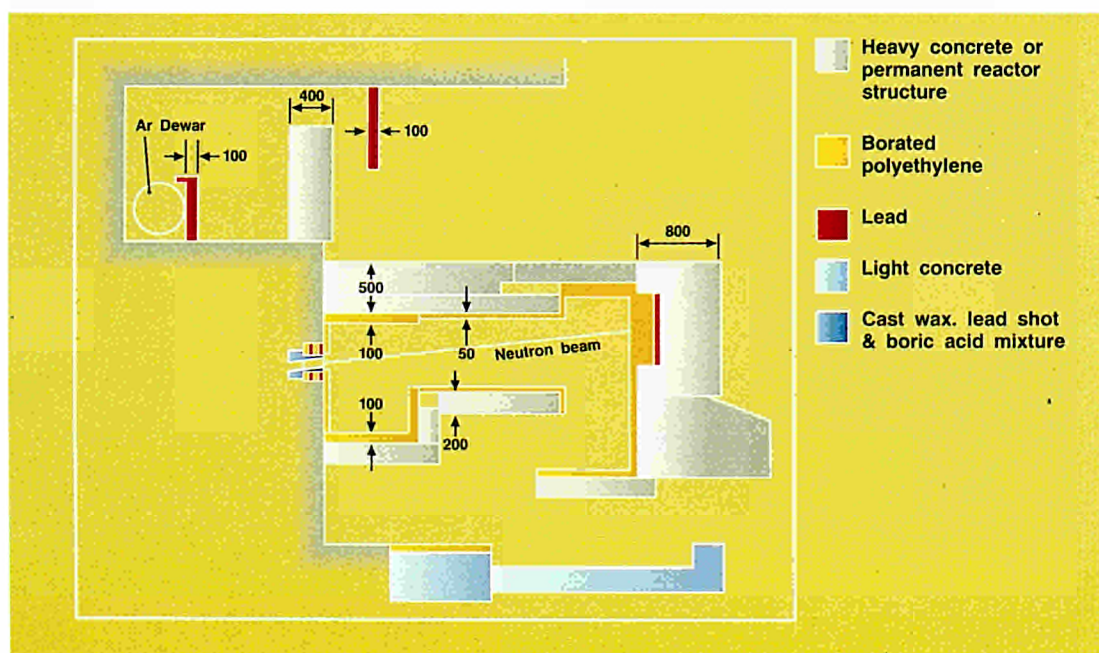 Heavy concrete or
permanent reactor
structure
Borated
polyethylene
Lead
Light concrete
Cast wax. lead shot
& boric acid mixture
400
Ar Dewar
100
100
800
500
100
50
Neutron beam
100
200